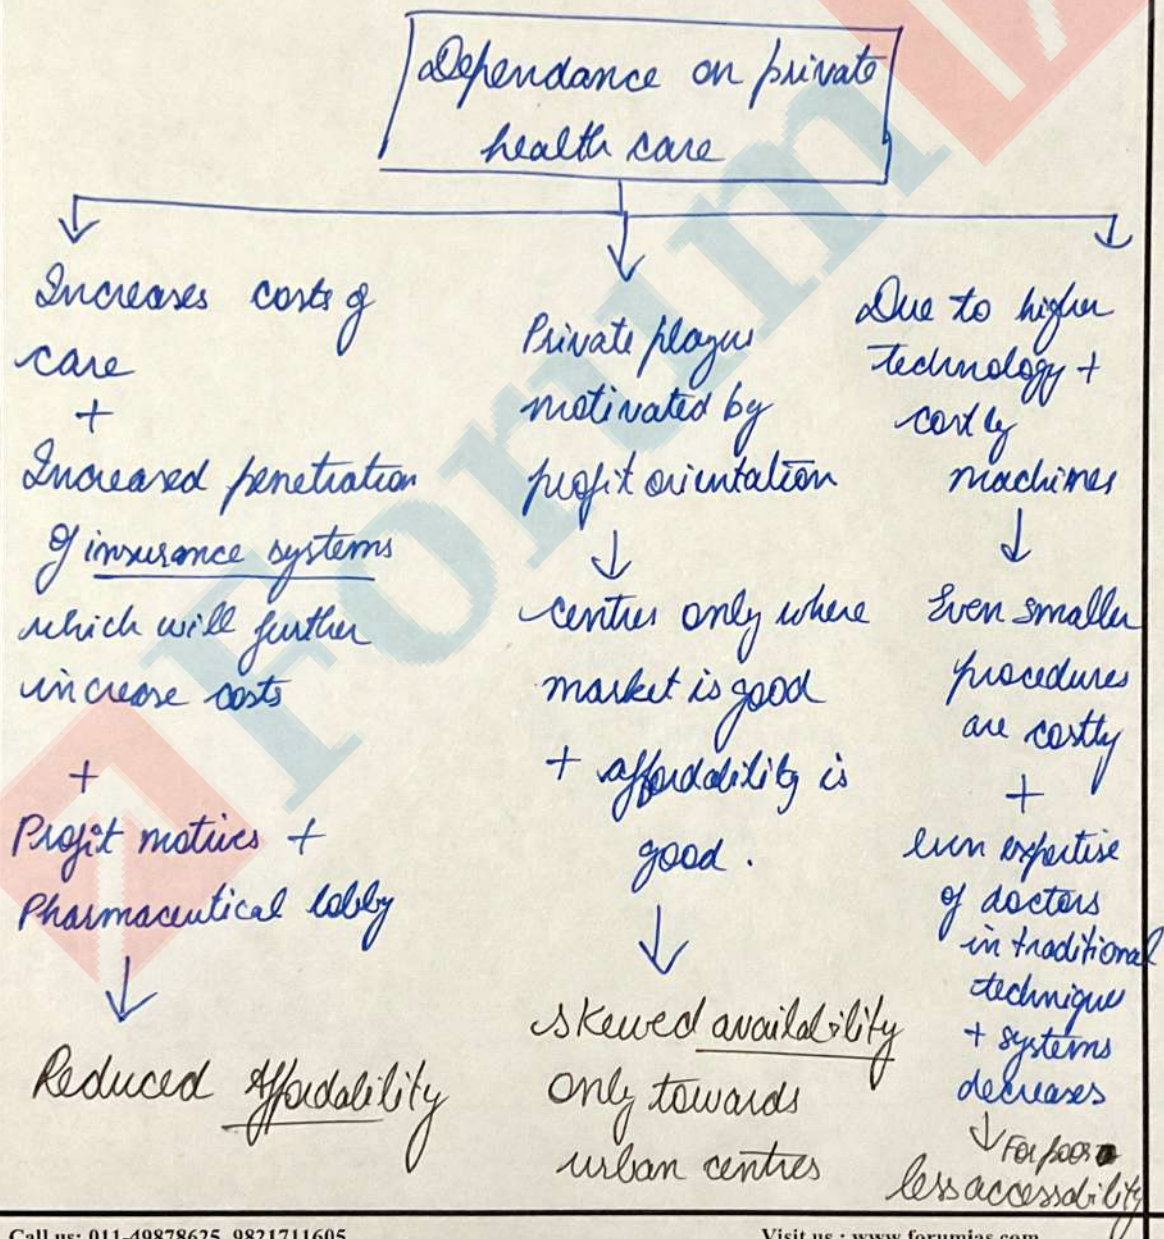 Dependance on private
health care
Increases costs of
care
+
Increased penetration
of insurance systems
which will further
increase costs
+
Profit motives +
Pharmaceutical lobby
↓
Reduced Affordability
Private players
motivated by
profit orientation
↓
centres only where
market is good
+ affordability is
good.
↓
skewed availability
only towards
urban centres
Due to higher
technology +
costly
machines
↓
Even smaller
procedures
are costly
+
even expertise
of doctors
in traditional
technique
+ systems
decreases
↓ For poor
less accessability
Forum
Call us: 011-49878625, 9821711605
Visit us : www.forumias.com